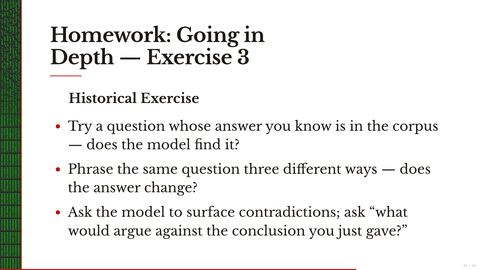 Homework: Going in
Depth — Exercise 3
Historical Exercise
• Try a question whose answer you know is in the corpus
— does the model find it?
• Phrase the same question three different ways — does
the answer change?
• Ask the model to surface contradictions; ask “what
would argue against the conclusion you just gave?”